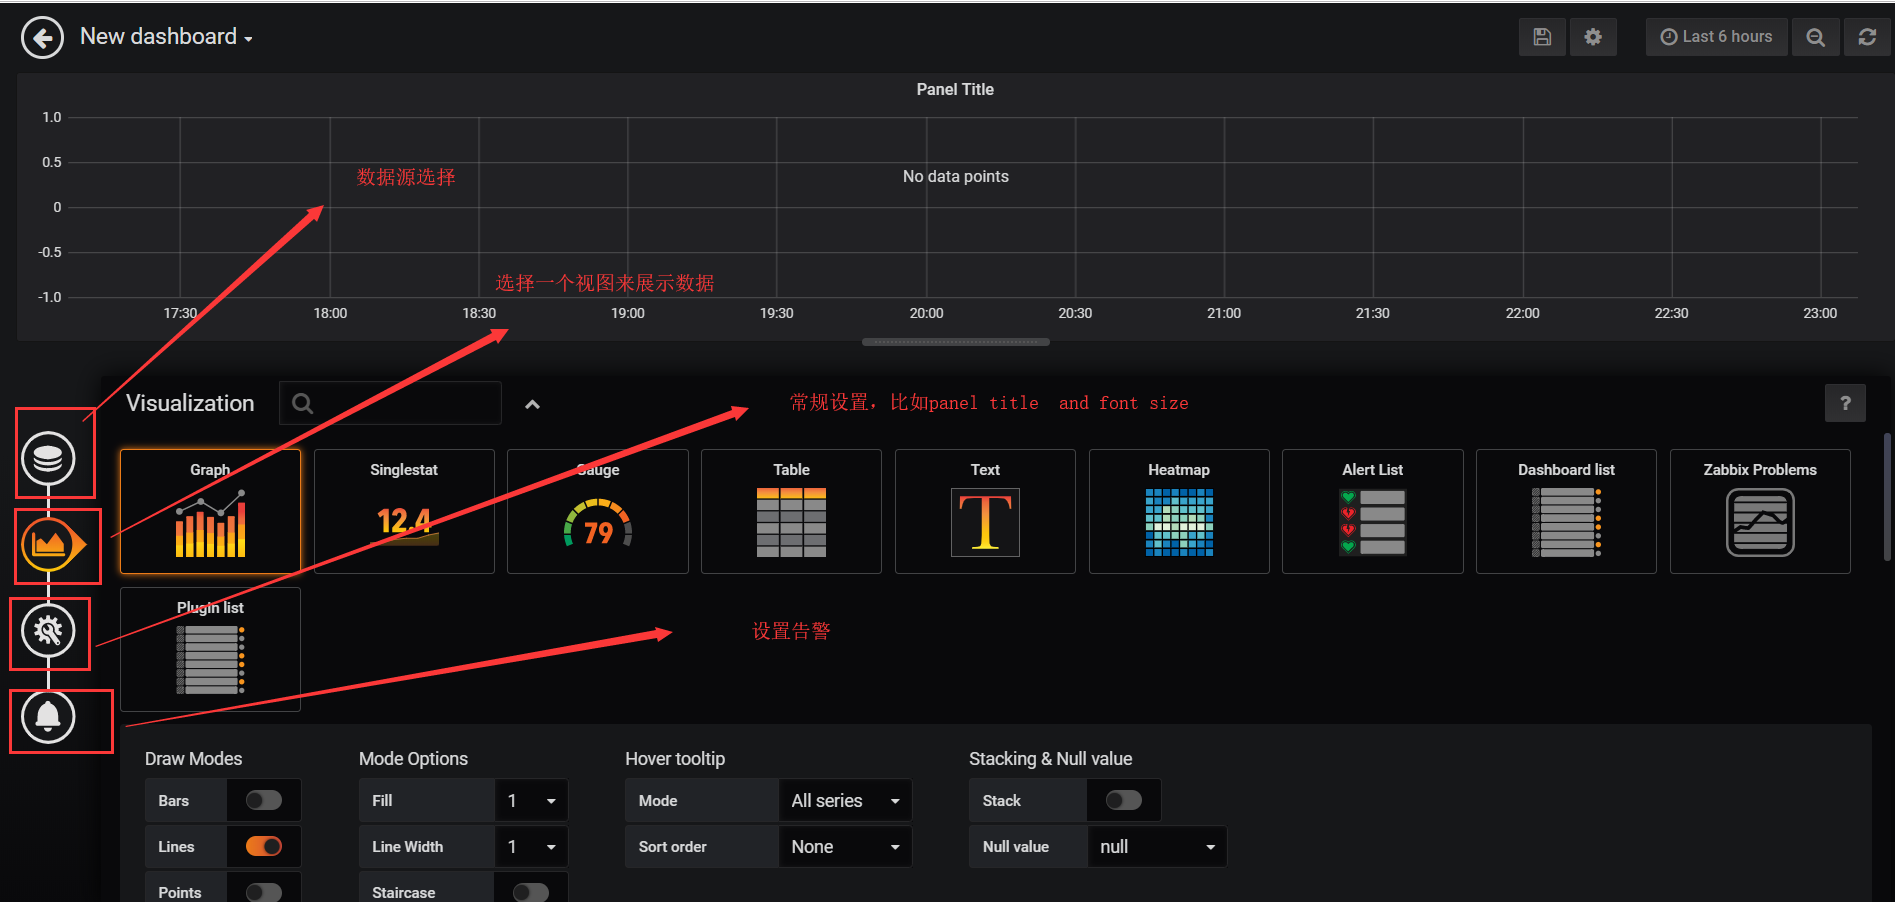 New dashboard
Last 6 hours
Panel Title
1.0
0.5
数据源选择
No data points
0
-0.5
选择一个视图来展示数据
-1.0
17:30 18:00 18:30 19:00 19:30 20:00 20:30 21:00 21:30 22:00 22:30 23:00
Visualization
常规设置，比如panel title and font size
?
Graph Singlestat Gauge Table Text Heatmap Alert List Dashboard list Zabbix Problems
12.4 79 T
Plugin list
设置告警
Draw Modes Mode Options Hover tooltip Stacking & Null value
Bars Fill 1 Mode All series Stack
Lines Line Width 1 Sort order None Null value null
Points Staircase